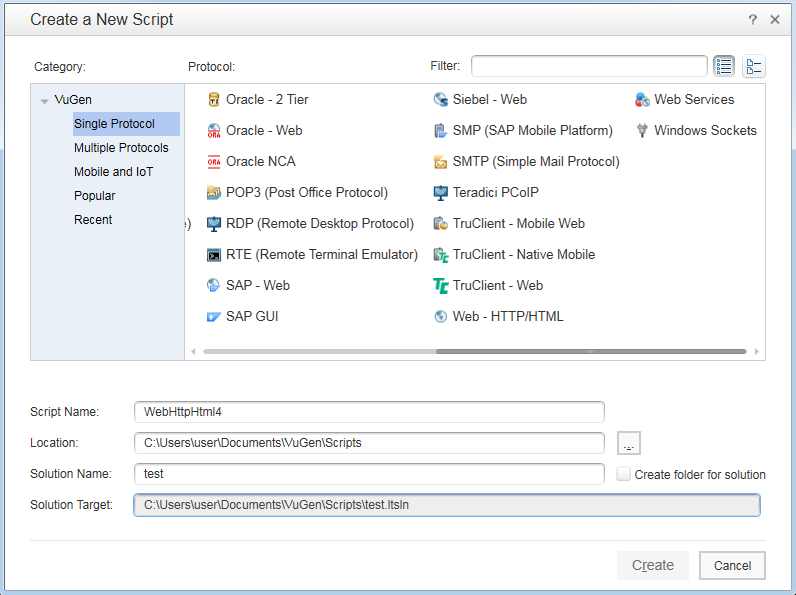 Create a New Script ? ×
Category: Protocol: Filter:
VuGen
Single Protocol
Multiple Protocols
Mobile and IoT
Popular
Recent
Oracle - 2 Tier
Oracle - Web
Oracle NCA
POP3 (Post Office Protocol)
e) RDP (Remote Desktop Protocol)
RTE (Remote Terminal Emulator)
SAP - Web
SAP GUI
Siebel - Web
SMP (SAP Mobile Platform)
SMTP (Simple Mail Protocol)
Teradici PCoIP
TruClient - Mobile Web
TruClient - Native Mobile
TruClient - Web
Web - HTTP/HTML
Web Services
Windows Sockets
Script Name: WebHttpHtml4
Location: C:\Users\user\Documents\VuGen\Scripts ...
Solution Name: test Create folder for solution
Solution Target: C:\Users\user\Documents\VuGen\Scripts\test.ltsln
Create Cancel